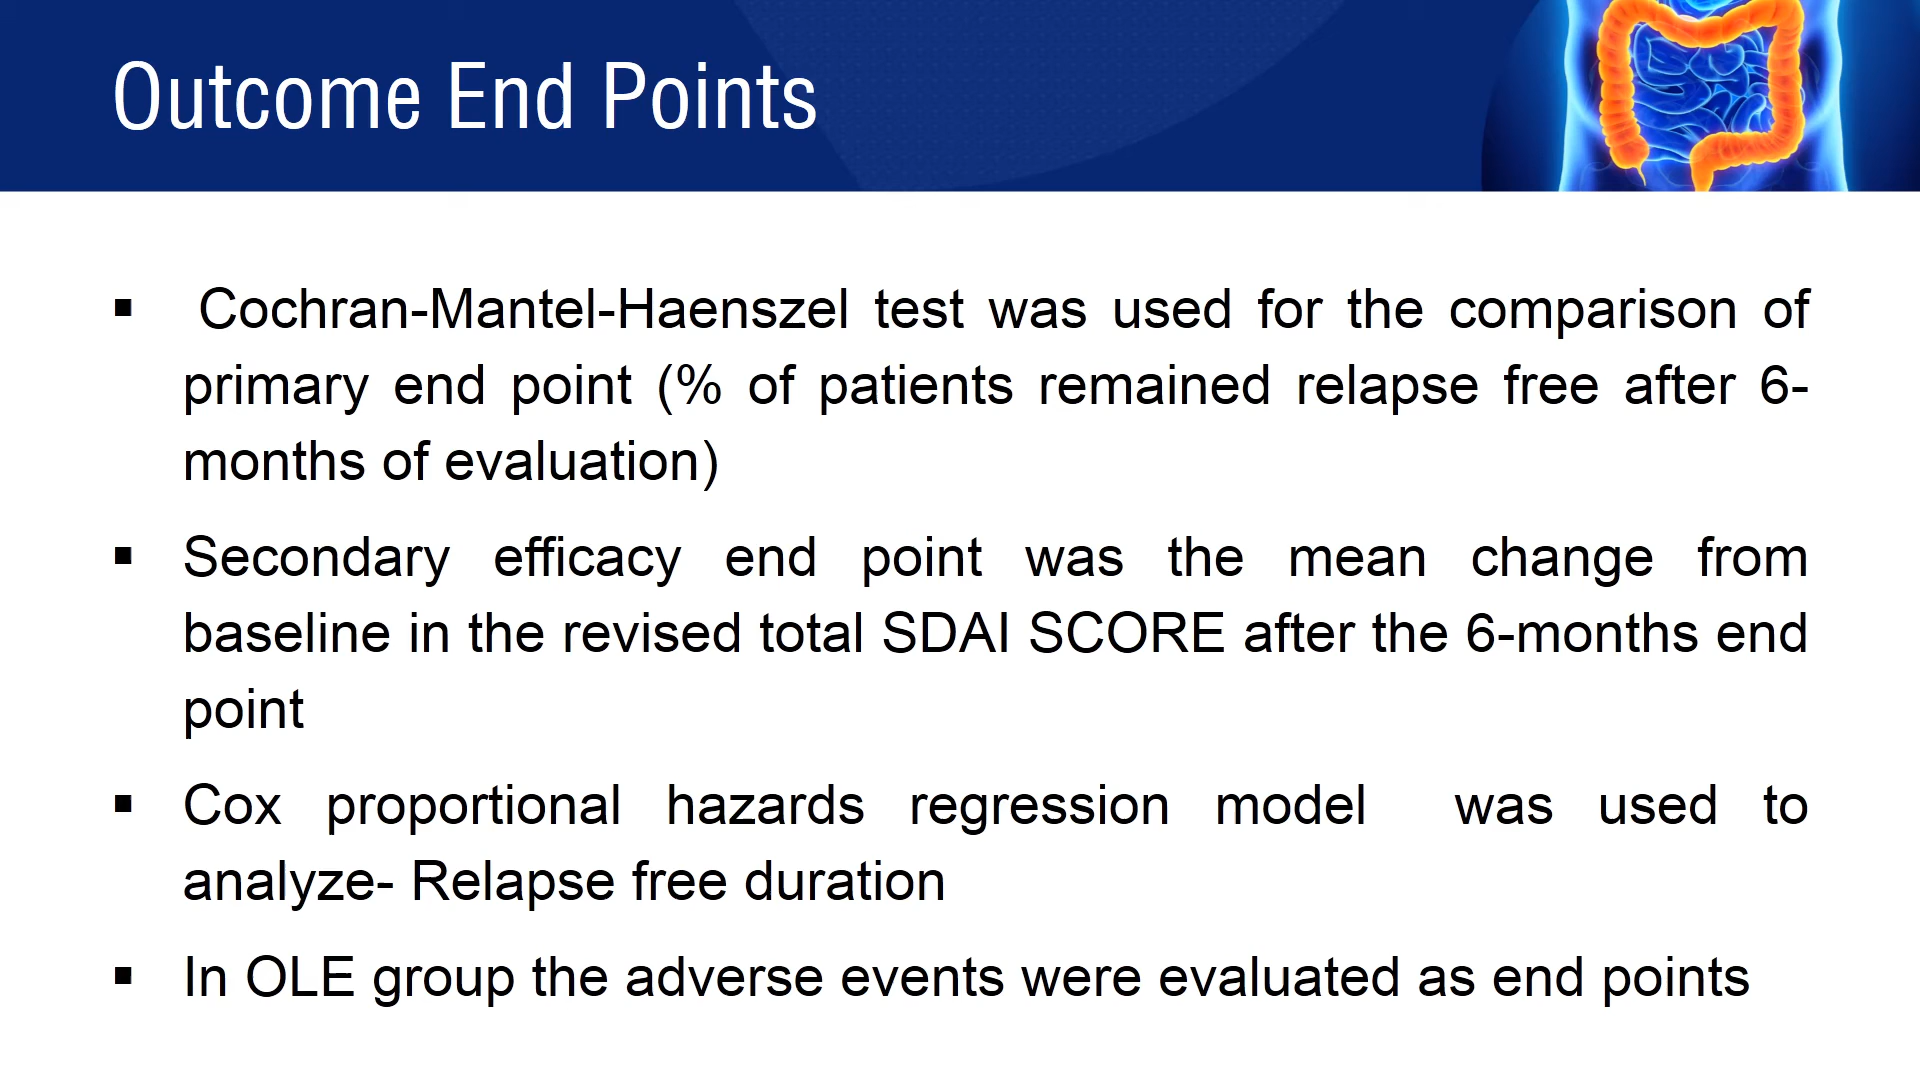 Outcome End Points
▪ Cochran-Mantel-Haenszel test was used for the comparison of
primary end point (% of patients remained relapse free after 6-
months of evaluation)
▪ Secondary efficacy end point was the mean change from
baseline in the revised total SDAI SCORE after the 6-months end
point
▪ Cox proportional hazards regression model was used to
analyze- Relapse free duration
▪ In OLE group the adverse events were evaluated as end points